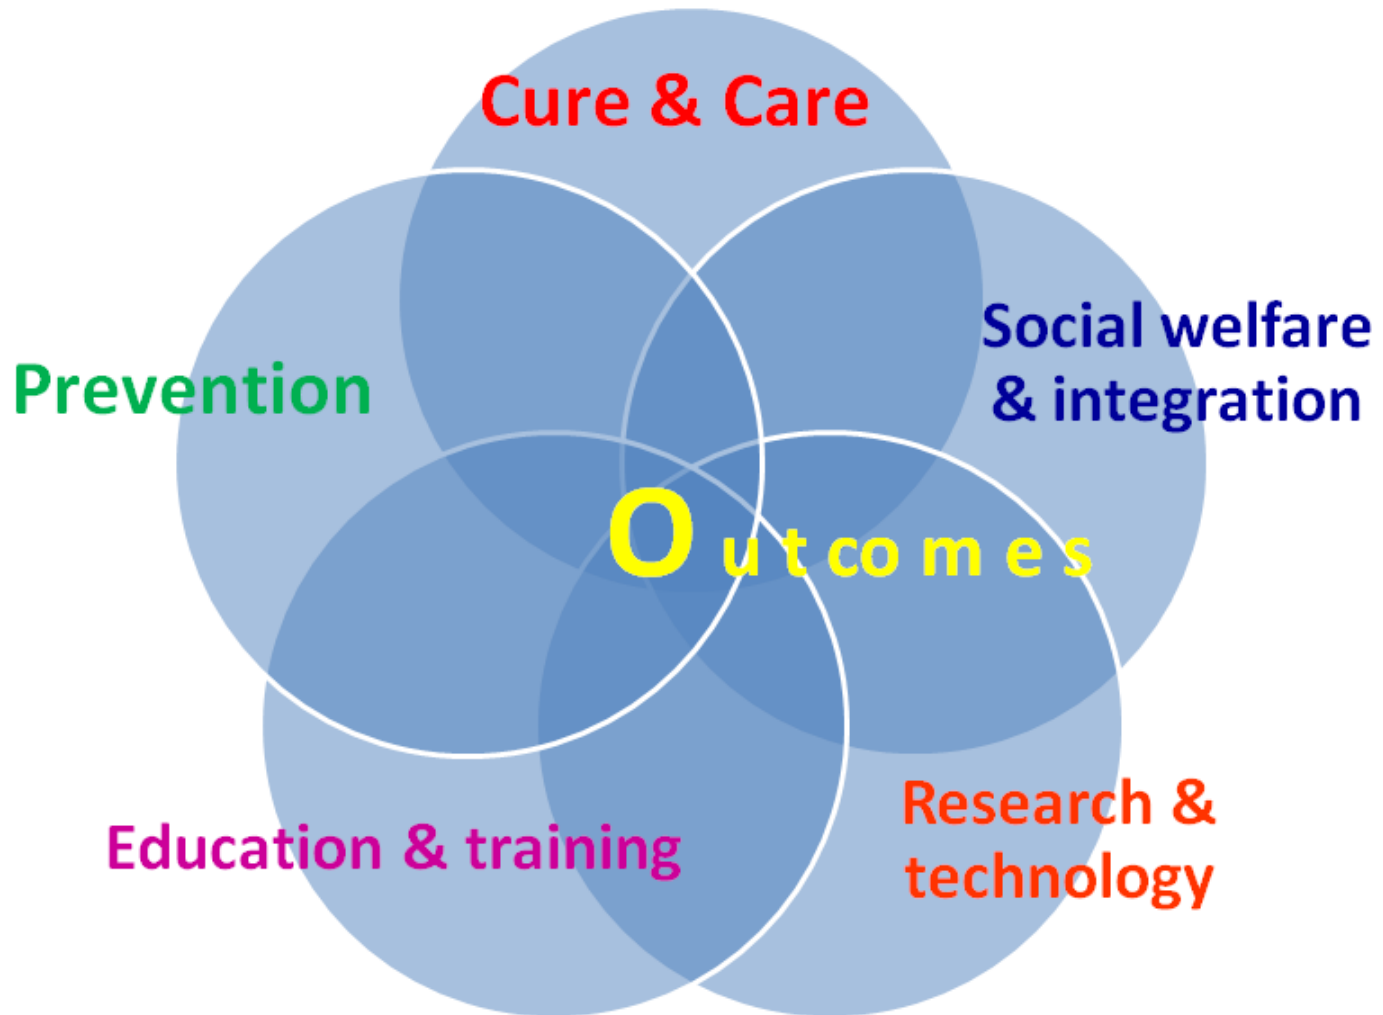 Cure & Care
Social welfare
& integration
Prevention
Outcomes
Education & training
Research &
technology